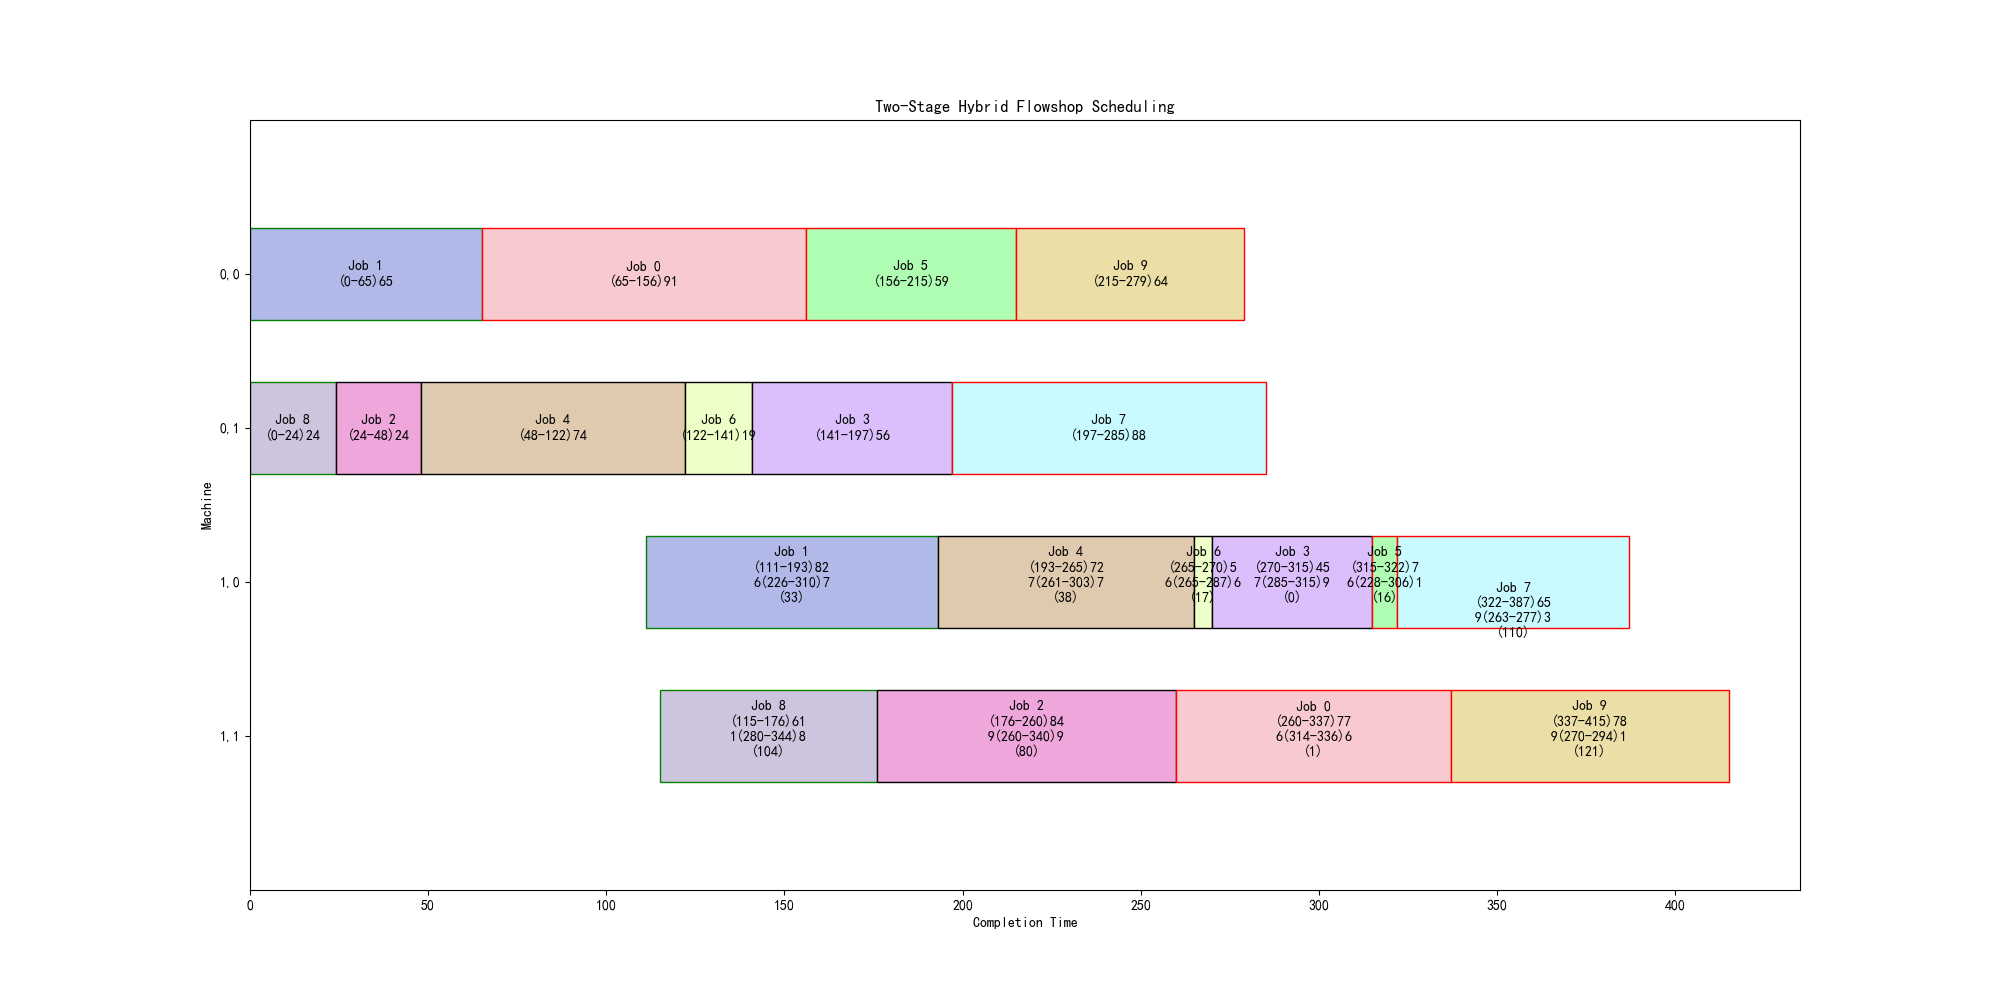 Two-Stage Hybrid Flowshop Scheduling
0,0
Job 1
(0-65)65
Job 0
(65-156)91
Job 5
(156-215)59
Job 9
(215-279)64
0,1
Job 8
(0-24)24
Job 2
(24-48)24
Job 4
(48-122)74
Job 6
(122-141)19
Job 3
(141-197)56
Job 7
(197-285)88
Machine
1,0
Job 1
(111-193)82
6(226-310)7
(33)
Job 4
(193-265)72
7(261-303)7
(38)
Job 6
(265-270)5
6(265-287)6
(17)
Job 3
(270-315)45
7(285-315)9
(0)
Job 5
(315-322)7
6(228-306)1
(16)
Job 7
(322-387)65
9(263-277)3
(110)
1,1
Job 8
(115-176)61
1(280-344)8
(104)
Job 2
(176-260)84
9(260-340)9
(80)
Job 0
(260-337)77
6(314-336)6
(1)
Job 9
(337-415)78
9(270-294)1
(121)
0 50 100 150 200 250 300 350 400
Completion Time